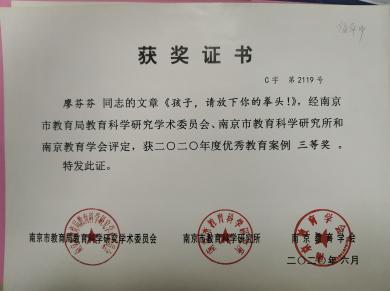 获奖证书
C字 第2119号
廖芬芬 同志的文章《孩子,请放下你的拳头!》,经南京
市教育局教育科学研究学术委员会、南京市教育科学研究所和
南京教育学会评定,获二〇二〇年度优秀教育案例 三等奖 。
特发此证。
南京市教育局教育科学研究学术委员会 南京市教育科学研究所 南京教育学会
二〇二〇年六月